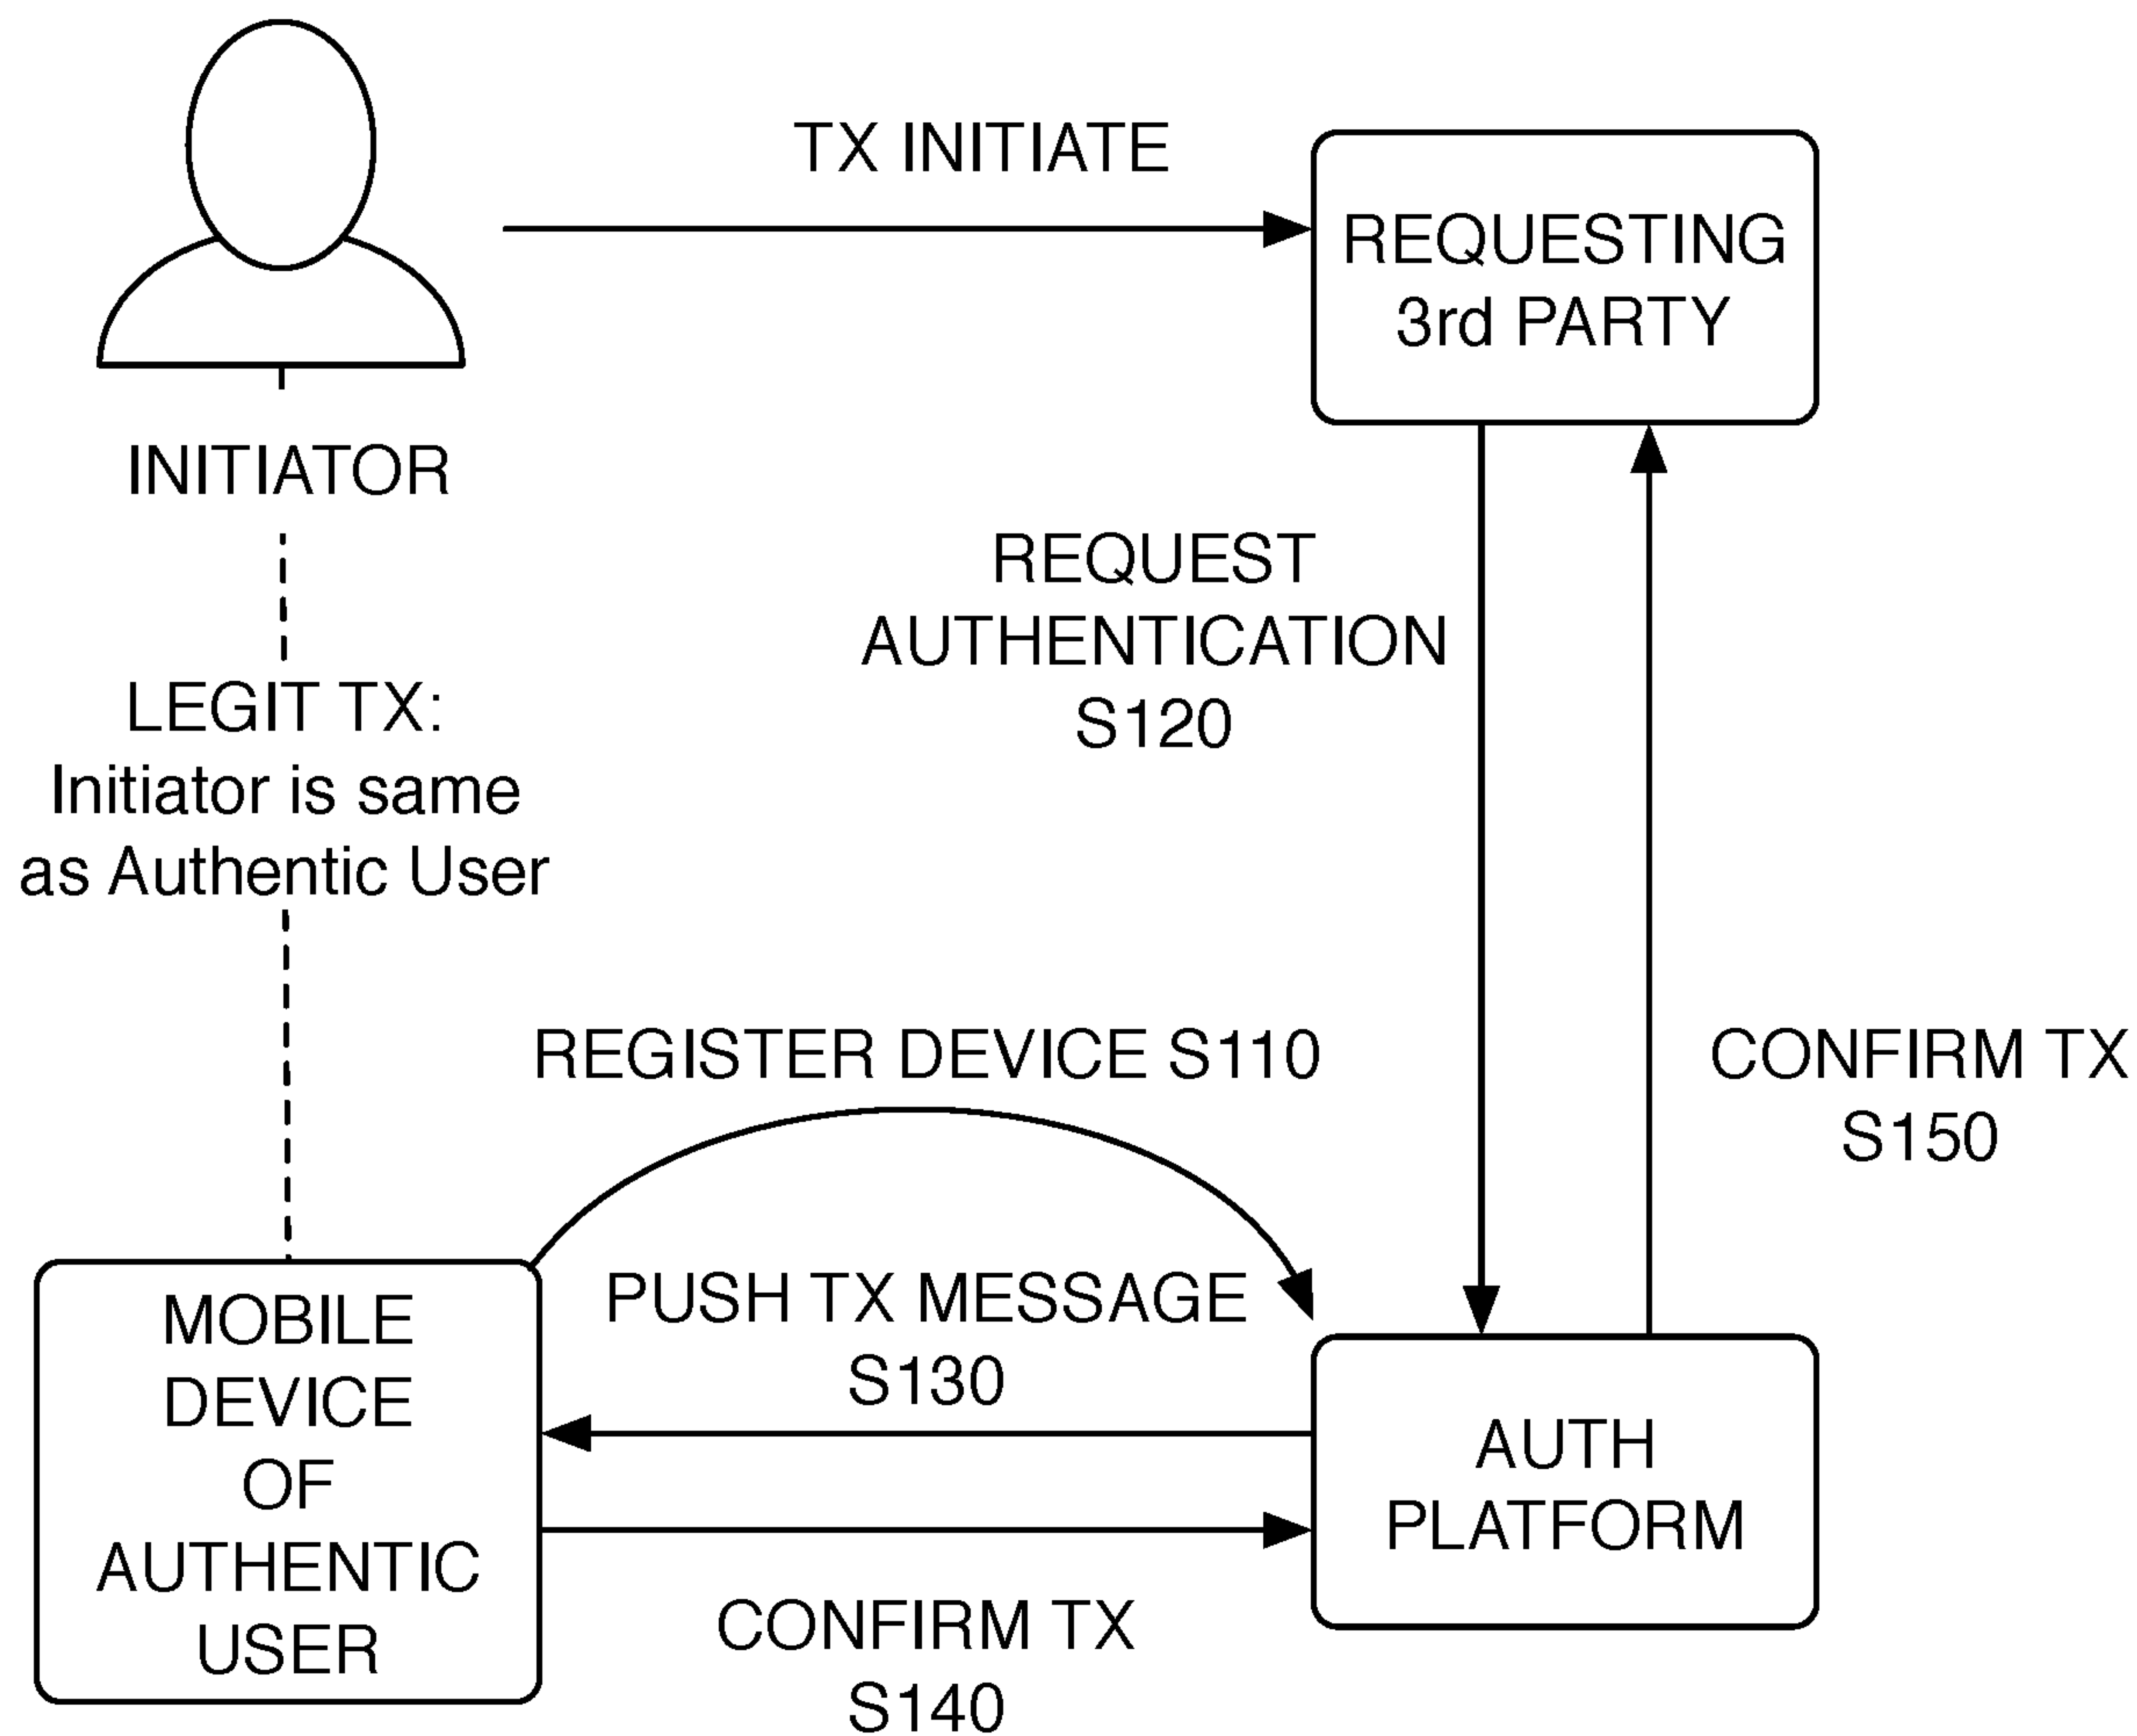 TX INITIATE
REQUESTING
3rd PARTY
INITIATOR
REQUEST
AUTHENTICATION
S120
LEGIT TX:
Initiator is same
as Authentic User
REGISTER DEVICE S110
CONFIRM TX
S150
PUSH TX MESSAGE
S130
MOBILE
DEVICE
OF
AUTHENTIC
USER
AUTH
PLATFORM
CONFIRM TX
S140